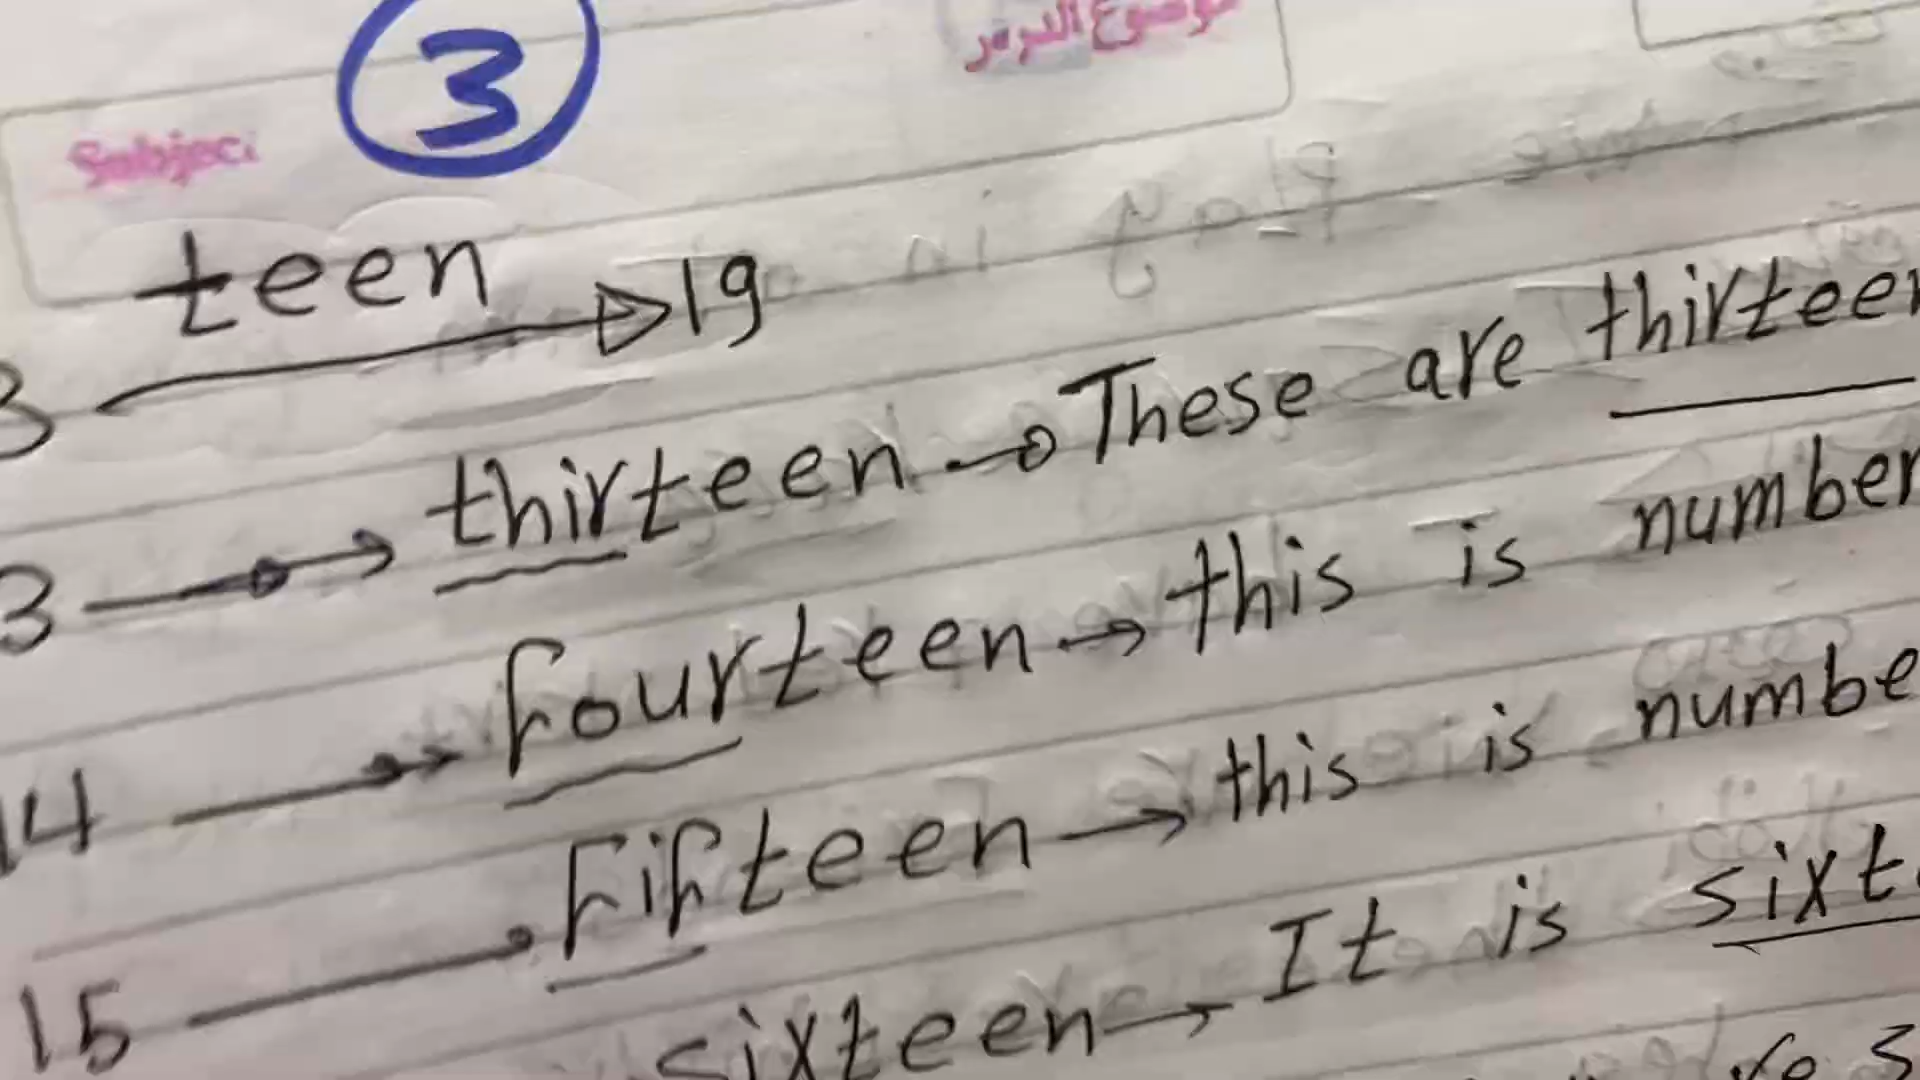 3
موضوع الدرس
Subject
teen
3 → 19
3 → thirteen → These are thirteen
14 → fourteen → this is number
15 → Fifteen → this is numbe
sixteen → It is sixt